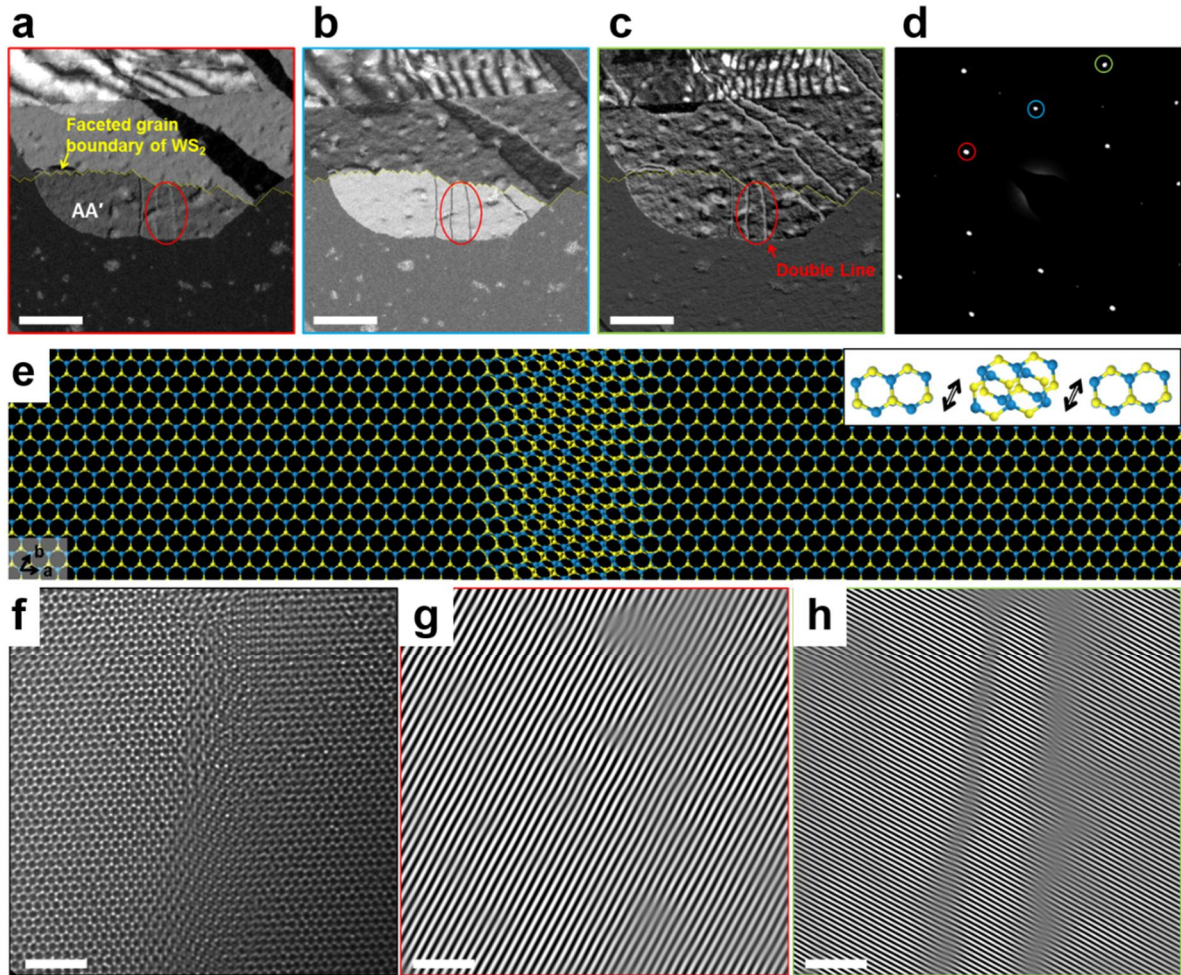 a
b
c
d
Faceted grain
boundary of WS₂
AA′
Double Line
e
b
a
f
g
h